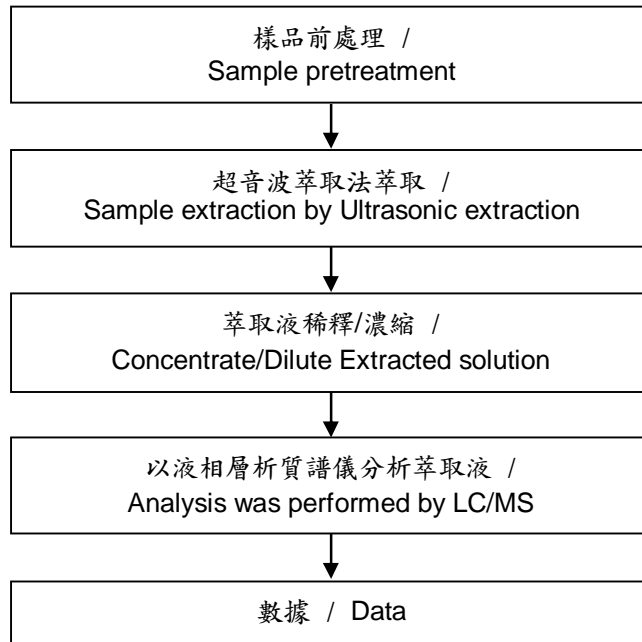 樣品前處理 /
Sample pretreatment
超音波萃取法萃取 /
Sample extraction by Ultrasonic extraction
萃取液稀釋/濃縮 /
Concentrate/Dilute Extracted solution
以液相層析質譜儀分析萃取液 /
Analysis was performed by LC/MS
數據 / Data